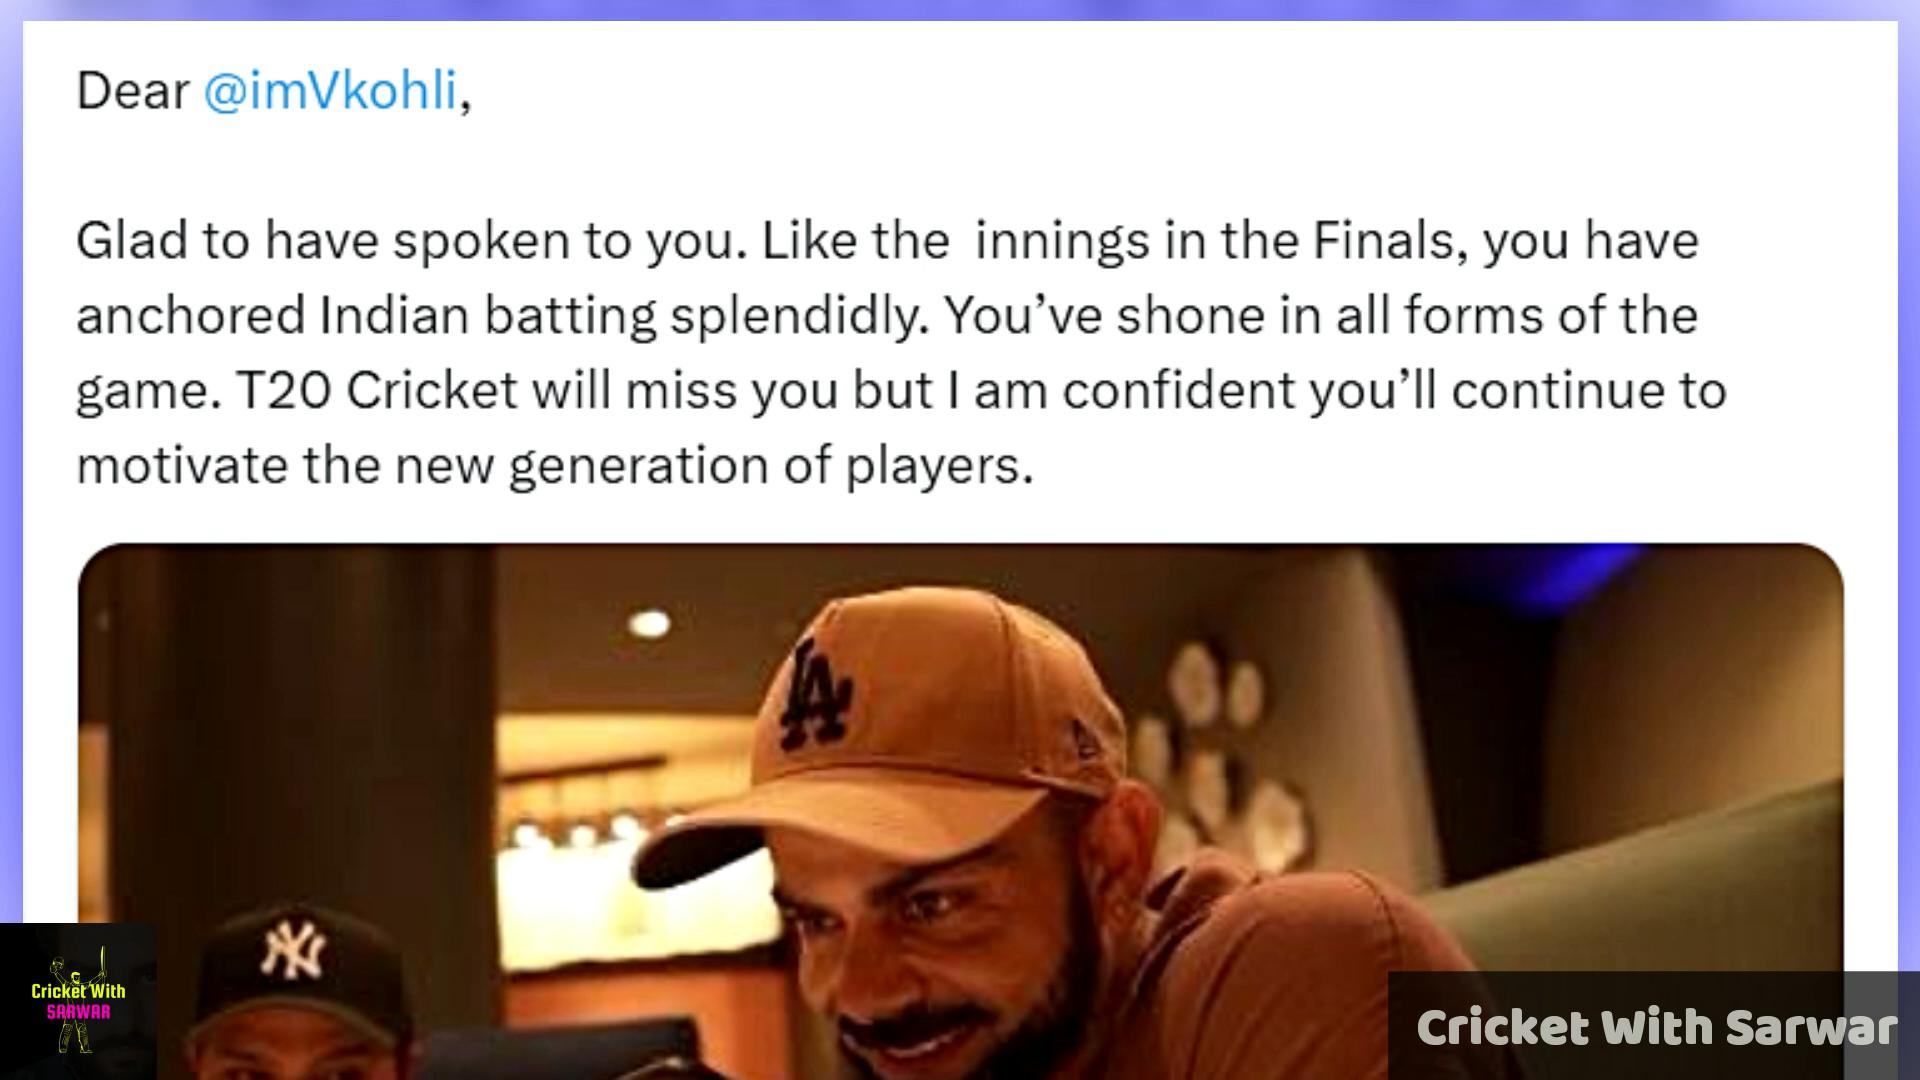 Dear @imVkohli,
Glad to have spoken to you. Like the  innings in the Finals, you have
anchored Indian batting splendidly. You’ve shone in all forms of the
game. T20 Cricket will miss you but I am confident you’ll continue to
motivate the new generation of players.
LA
NY
Cricket With
SARWAR
Cricket With Sarwar